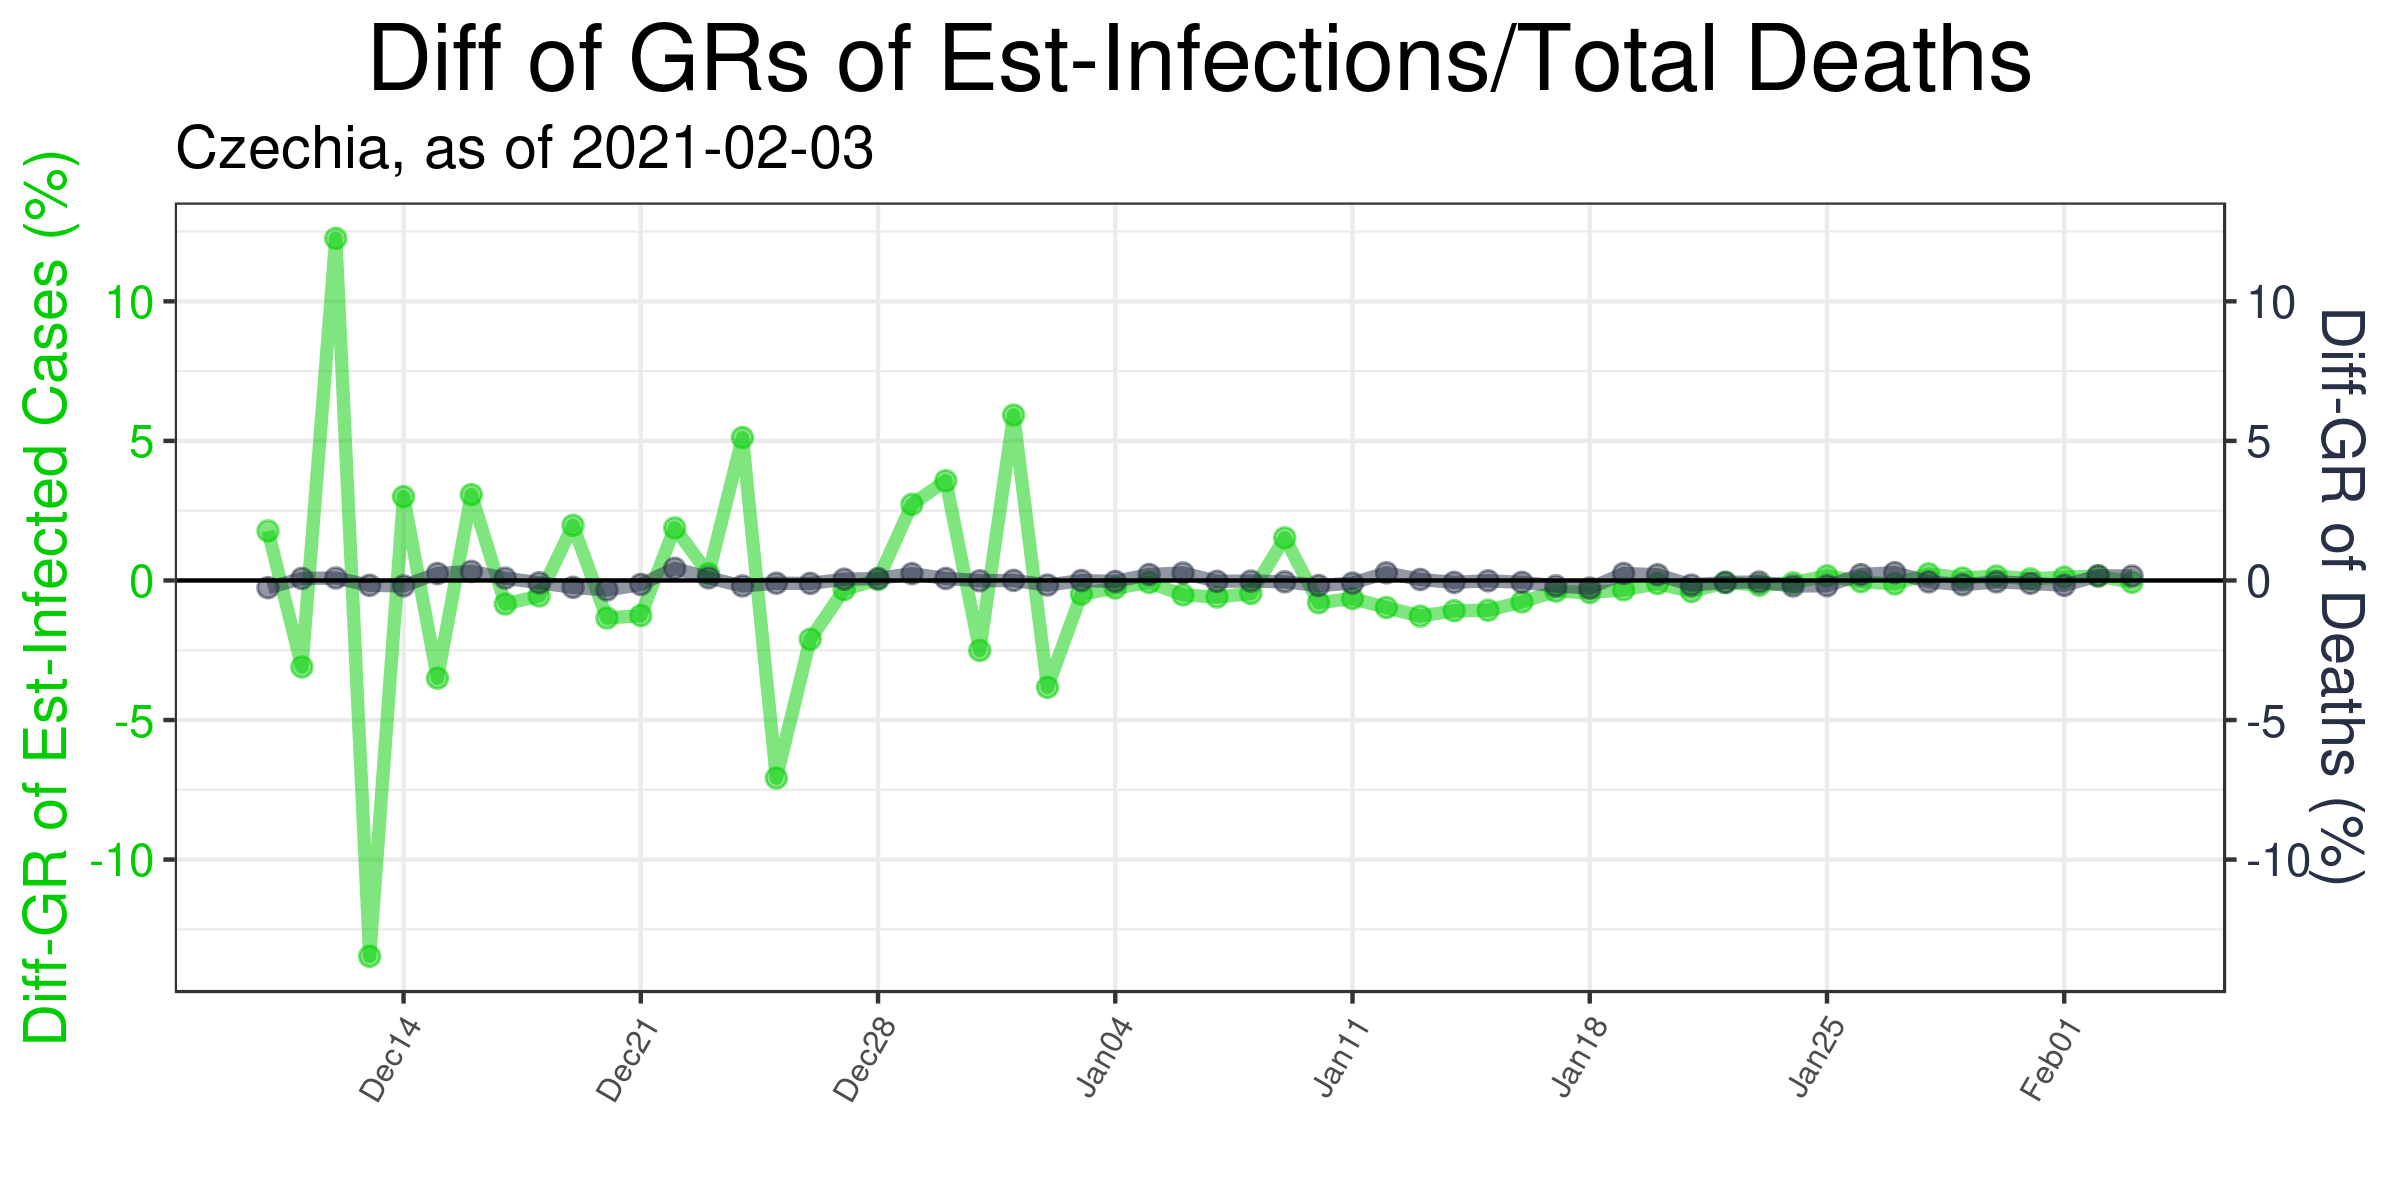 Diff of GRs of Est-Infections/Total Deaths
Czechia, as of 2021-02-03
Diff-GR of Est-Infected Cases (%)
10
5
0
-5
-10
10
5
0
-5
-10
Diff-GR of Deaths (%)
Dec14
Dec21
Dec28
Jan04
Jan11
Jan18
Jan25
Feb01